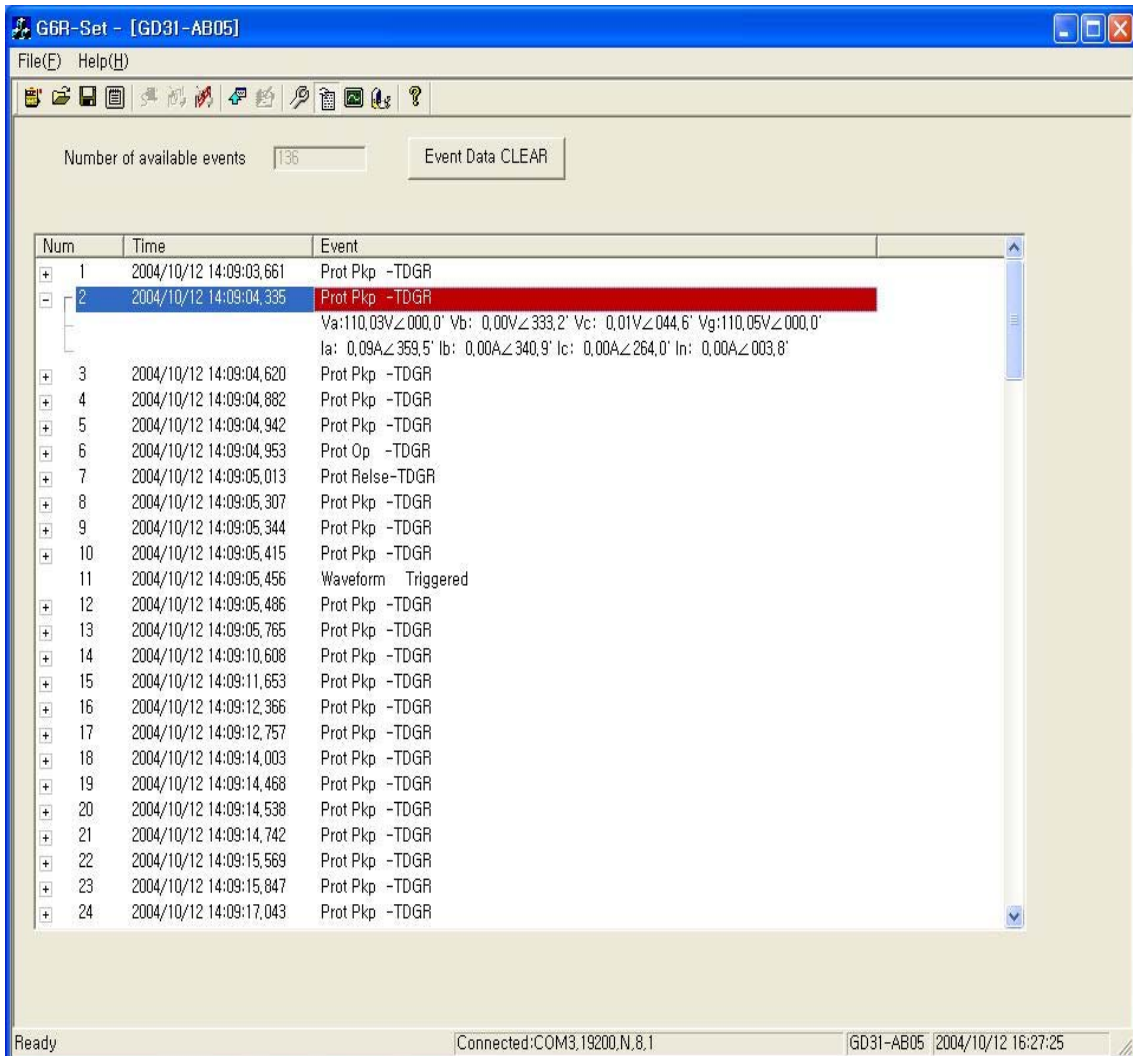 G6R-Set - [GD31-AB05]
File(F) Help(H)
Number of available events 136 Event Data CLEAR
Num Time Event
1 2004/10/12 14:09:03,661 Prot Pkp -TDGR
2 2004/10/12 14:09:04,335 Prot Pkp -TDGR
Va:110,03V∠000,0' Vb: 0,00V∠333,2' Vc: 0,01V∠044,6' Vg:110,05V∠000,0'
Ia: 0,09A∠359,5' Ib: 0,00A∠340,9' Ic: 0,00A∠264,0' In: 0,00A∠003,8'
3 2004/10/12 14:09:04,620 Prot Pkp -TDGR
4 2004/10/12 14:09:04,882 Prot Pkp -TDGR
5 2004/10/12 14:09:04,942 Prot Pkp -TDGR
6 2004/10/12 14:09:04,953 Prot Op -TDGR
7 2004/10/12 14:09:05,013 Prot Relse-TDGR
8 2004/10/12 14:09:05,307 Prot Pkp -TDGR
9 2004/10/12 14:09:05,344 Prot Pkp -TDGR
10 2004/10/12 14:09:05,415 Prot Pkp -TDGR
11 2004/10/12 14:09:05,456 Waveform Triggered
12 2004/10/12 14:09:05,486 Prot Pkp -TDGR
13 2004/10/12 14:09:05,765 Prot Pkp -TDGR
14 2004/10/12 14:09:10,608 Prot Pkp -TDGR
15 2004/10/12 14:09:11,653 Prot Pkp -TDGR
16 2004/10/12 14:09:12,366 Prot Pkp -TDGR
17 2004/10/12 14:09:12,757 Prot Pkp -TDGR
18 2004/10/12 14:09:14,003 Prot Pkp -TDGR
19 2004/10/12 14:09:14,468 Prot Pkp -TDGR
20 2004/10/12 14:09:14,538 Prot Pkp -TDGR
21 2004/10/12 14:09:14,742 Prot Pkp -TDGR
22 2004/10/12 14:09:15,569 Prot Pkp -TDGR
23 2004/10/12 14:09:15,847 Prot Pkp -TDGR
24 2004/10/12 14:09:17,043 Prot Pkp -TDGR
Ready Connected:COM3,19200,N,8,1 GD31-AB05 2004/10/12 16:27:25